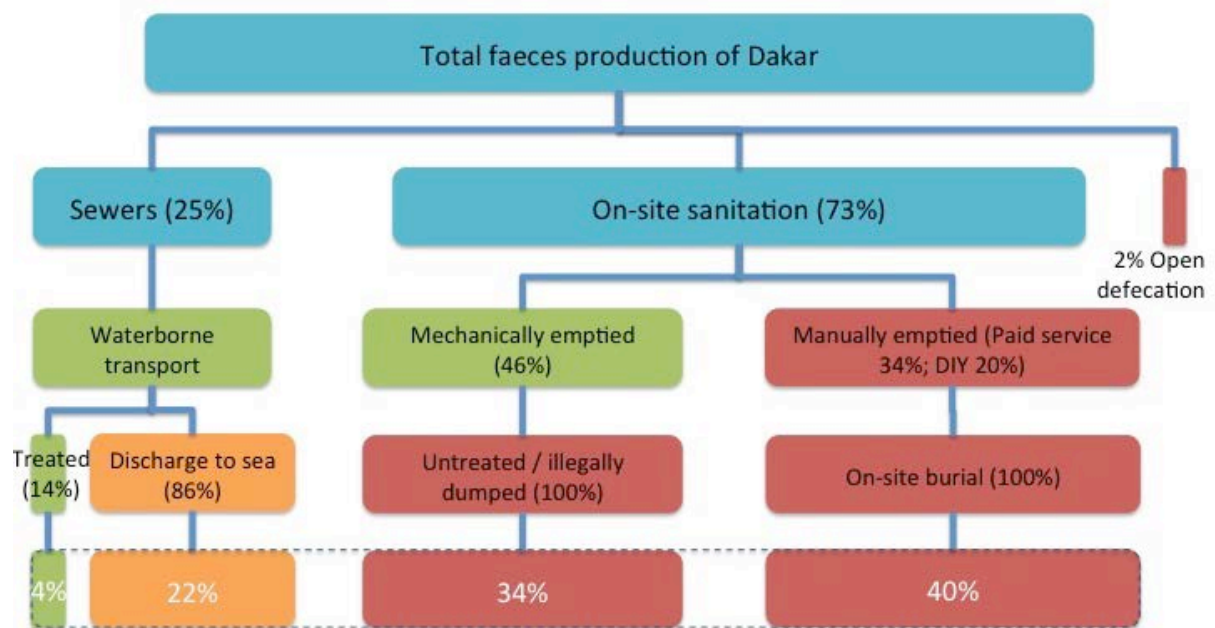 Total faeces production of Dakar
Sewers (25%)
On-site sanitation (73%)
2% Open
defecation
Waterborne
transport
Mechanically emptied
(46%)
Manually emptied (Paid service
34%; DIY 20%)
Treated
(14%)
Discharge to sea
(86%)
Untreated / illegally
dumped (100%)
On-site burial (100%)
4%
22%
34%
40%